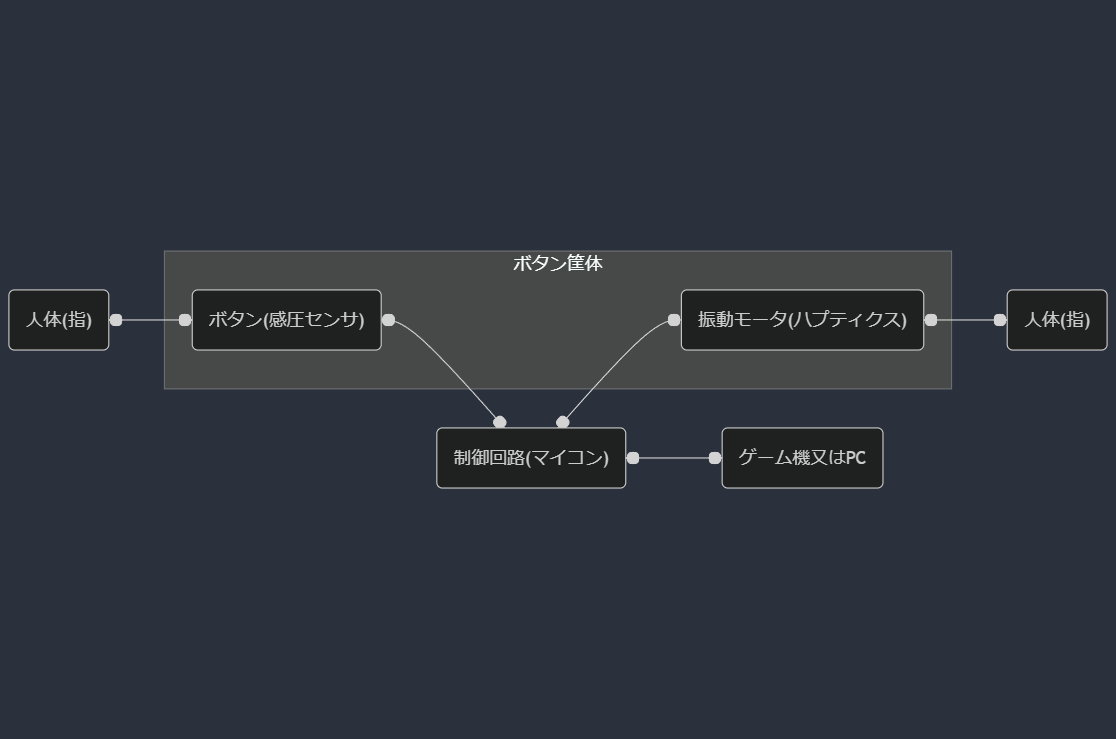 ボタン筐体
人体(指)
ボタン(感圧センサ)
振動モータ(ハプティクス)
人体(指)
制御回路(マイコン)
ゲーム機又はPC